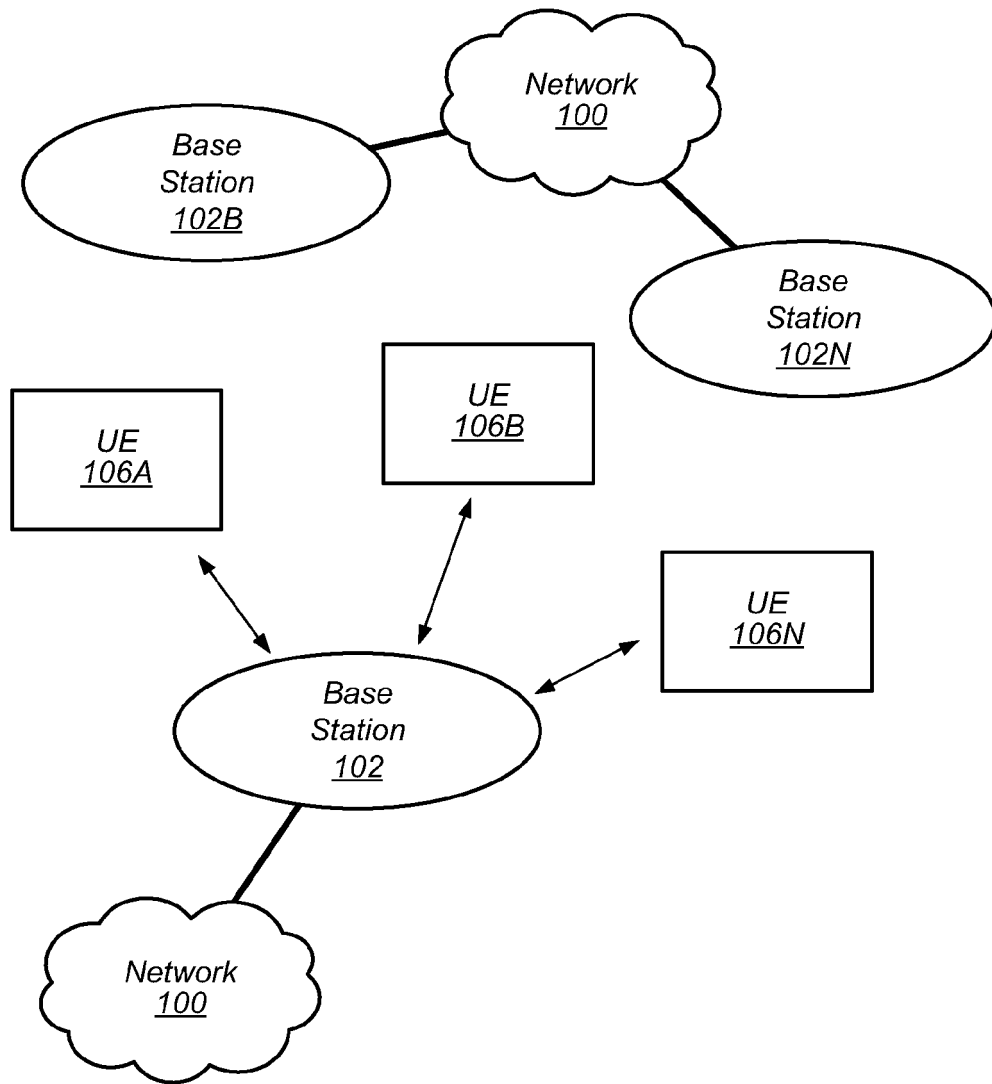 Network
100
Base
Station
102B
Base
Station
102N
UE
106A
UE
106B
UE
106N
Base
Station
102
Network
100